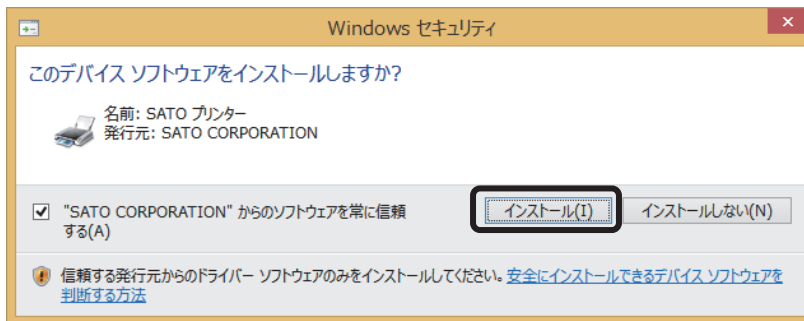 Windows セキュリティ
このデバイス ソフトウェアをインストールしますか?
名前: SATO プリンター
発行元: SATO CORPORATION
"SATO CORPORATION" からのソフトウェアを常に信頼
する(A)
インストール(I)
インストールしない(N)
信頼する発行元からのドライバー ソフトウェアのみをインストールしてください。安全にインストールできるデバイス ソフトウェアを
判断する方法